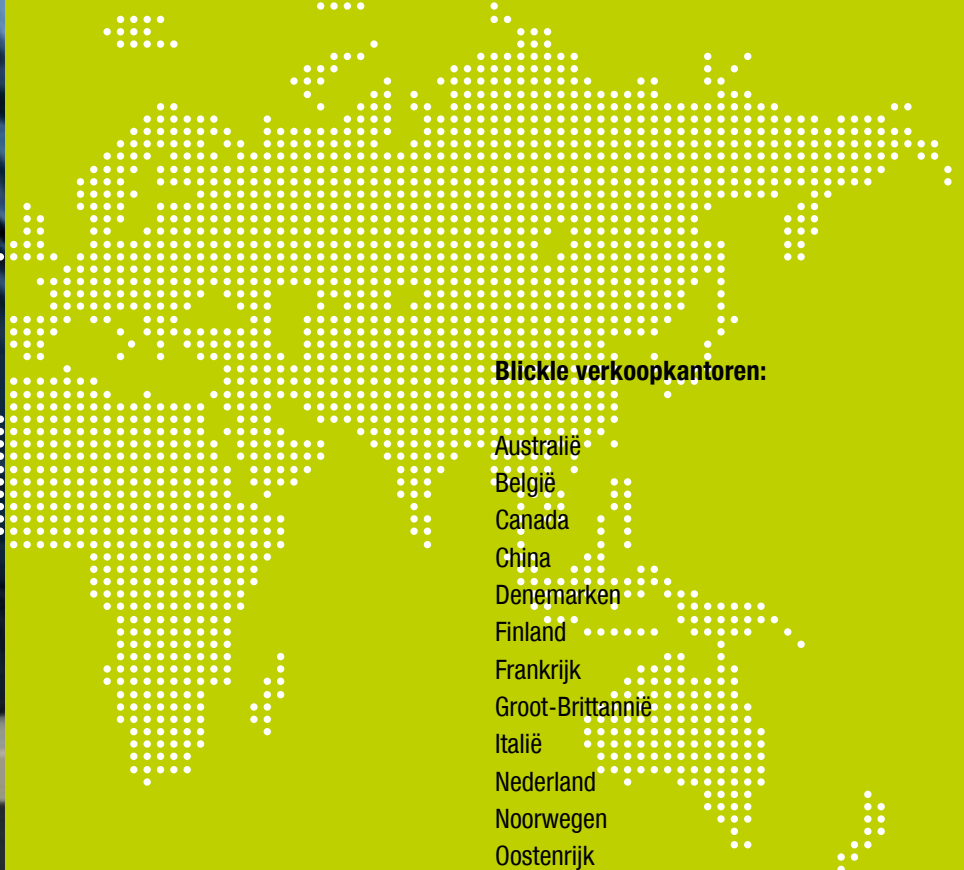 Blickle verkoopkantoren:
Australië
België
Canada
China
Denemarken
Finland
Frankrijk
Groot-Brittannië
Italië
Nederland
Noorwegen
Oostenrijk